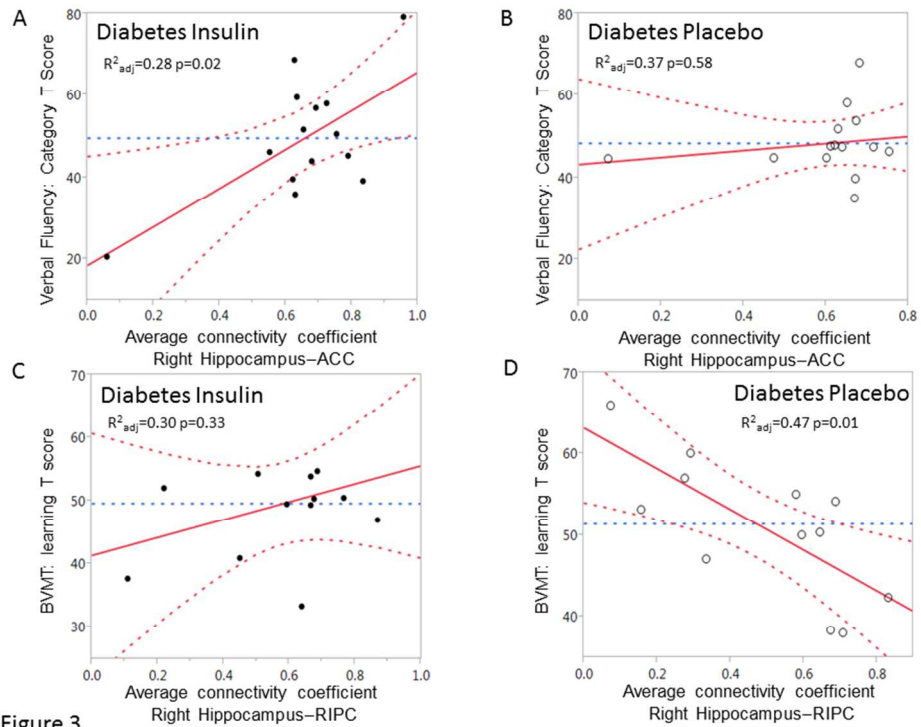 A
Diabetes Insulin
R²adj=0.28 p=0.02
Verbal Fluency: Category T Score
80
60
40
20
0.0 0.2 0.4 0.6 0.8 1.0
Average connectivity coefficient
Right Hippocampus–ACC
B
Diabetes Placebo
R²adj=0.37 p=0.58
Verbal Fluency: Category T Score
80
60
40
20
0.0 0.2 0.4 0.6 0.8
Average connectivity coefficient
Right Hippocampus–ACC
C
Diabetes Insulin
R²adj=0.30 p=0.33
BVMT: learning T score
70
60
50
40
30
0.0 0.2 0.4 0.6 0.8 1.0
Average connectivity coefficient
Right Hippocampus–RIPC
D
Diabetes Placebo
R²adj=0.47 p=0.01
BVMT: learning T score
70
60
50
40
0.0 0.2 0.4 0.6 0.8
Average connectivity coefficient
Right Hippocampus–RIPC
Figure 3